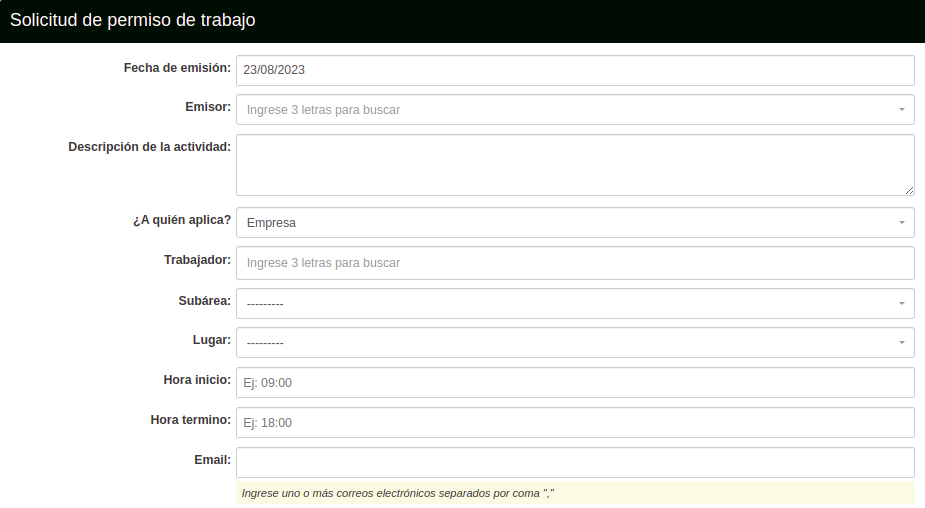 Solicitud de permiso de trabajo
Fecha de emisión: 23/08/2023
Emisor: Ingrese 3 letras para buscar
Descripción de la actividad:
¿A quién aplica? Empresa
Trabajador: Ingrese 3 letras para buscar
Subárea: ---------
Lugar: ---------
Hora inicio: Ej: 09:00
Hora termino: Ej: 18:00
Email:
Ingrese uno o más correos electrónicos separados por coma ","